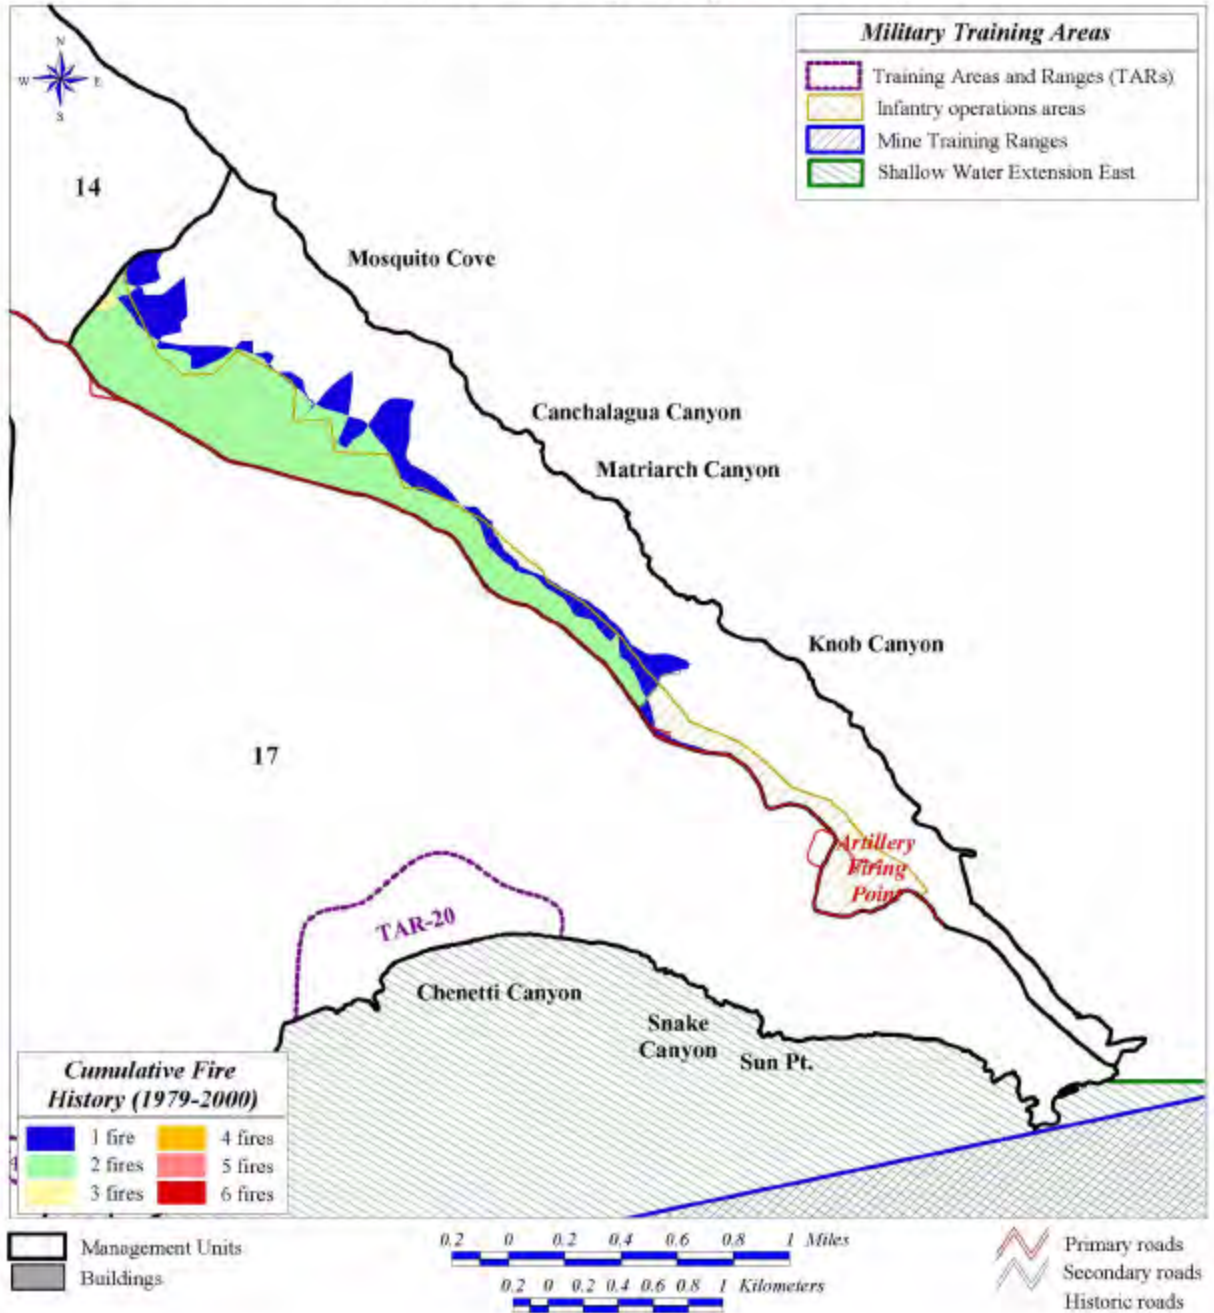 Military Training Areas
Training Areas and Ranges (TARs)
Infantry operations areas
Mine Training Ranges
Shallow Water Extension East
N
W E
S
14
Mosquito Cove
Canchalagua Canyon
Matriarch Canyon
Knob Canyon
17
Artillery
Firing
Point
TAR-20
Chenetti Canyon
Snake
Canyon
Sun Pt.
Cumulative Fire
History (1979-2000)
1 fire 4 fires
2 fires 5 fires
3 fires 6 fires
Management Units
Buildings
0.2 0 0.2 0.4 0.6 0.8 1 Miles
0.2 0 0.2 0.4 0.6 0.8 1 Kilometers
Primary roads
Secondary roads
Historic roads